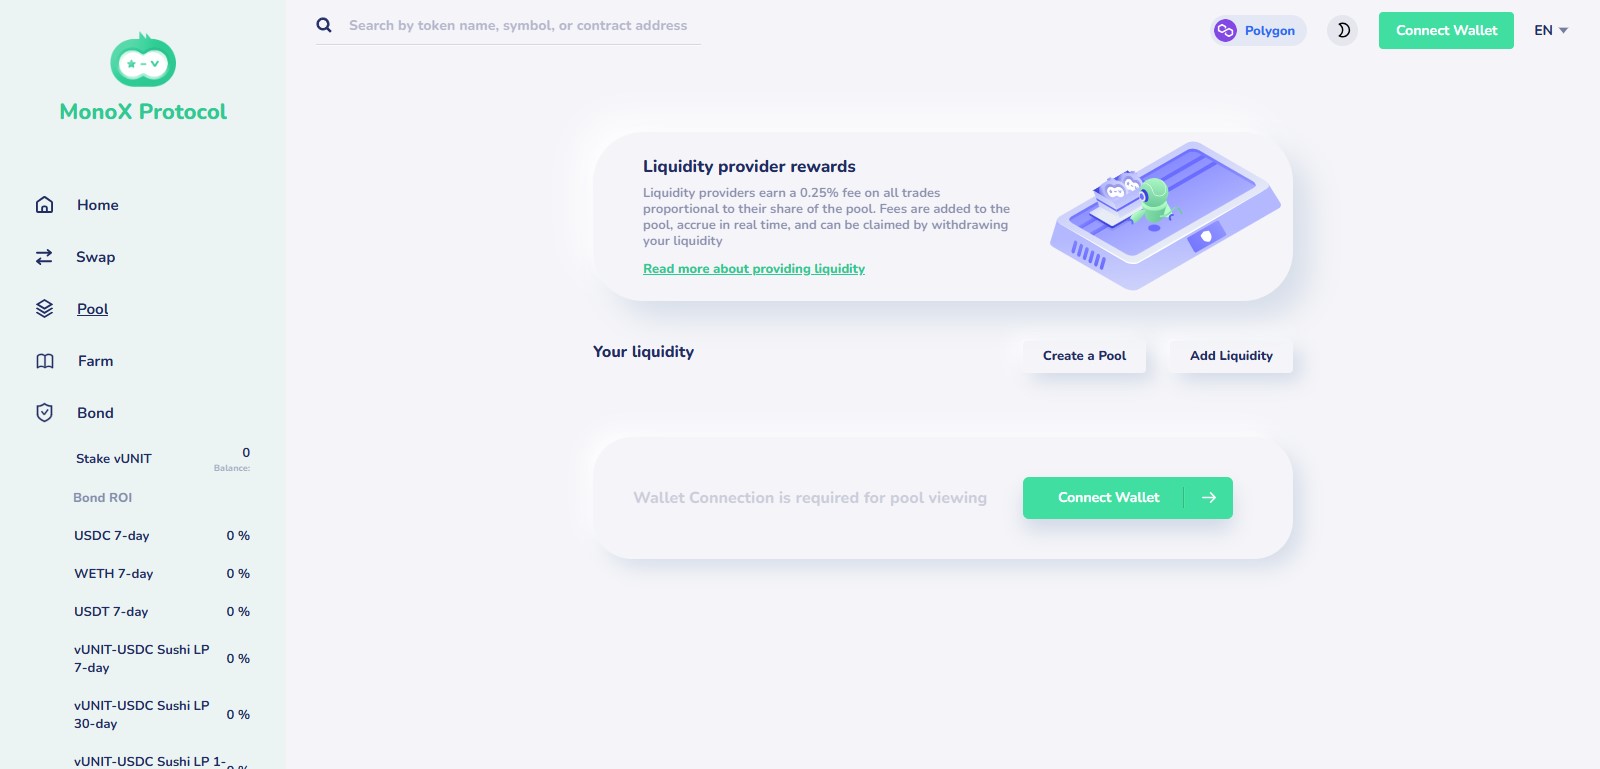 MonoX Protocol
Home
Swap
Pool
Farm
Bond
Stake vUNIT
0
Balance:
Bond ROI
USDC 7-day
0 %
WETH 7-day
0 %
USDT 7-day
0 %
vUNIT-USDC Sushi LP
7-day
0 %
vUNIT-USDC Sushi LP
30-day
0 %
vUNIT-USDC Sushi LP 1-
Search by token name, symbol, or contract address
Polygon
Connect Wallet
EN
Liquidity provider rewards
Liquidity providers earn a 0.25% fee on all trades
proportional to their share of the pool. Fees are added to the
pool, accrue in real time, and can be claimed by withdrawing
your liquidity
Read more about providing liquidity
Your liquidity
Create a Pool
Add Liquidity
Wallet Connection is required for pool viewing
Connect Wallet